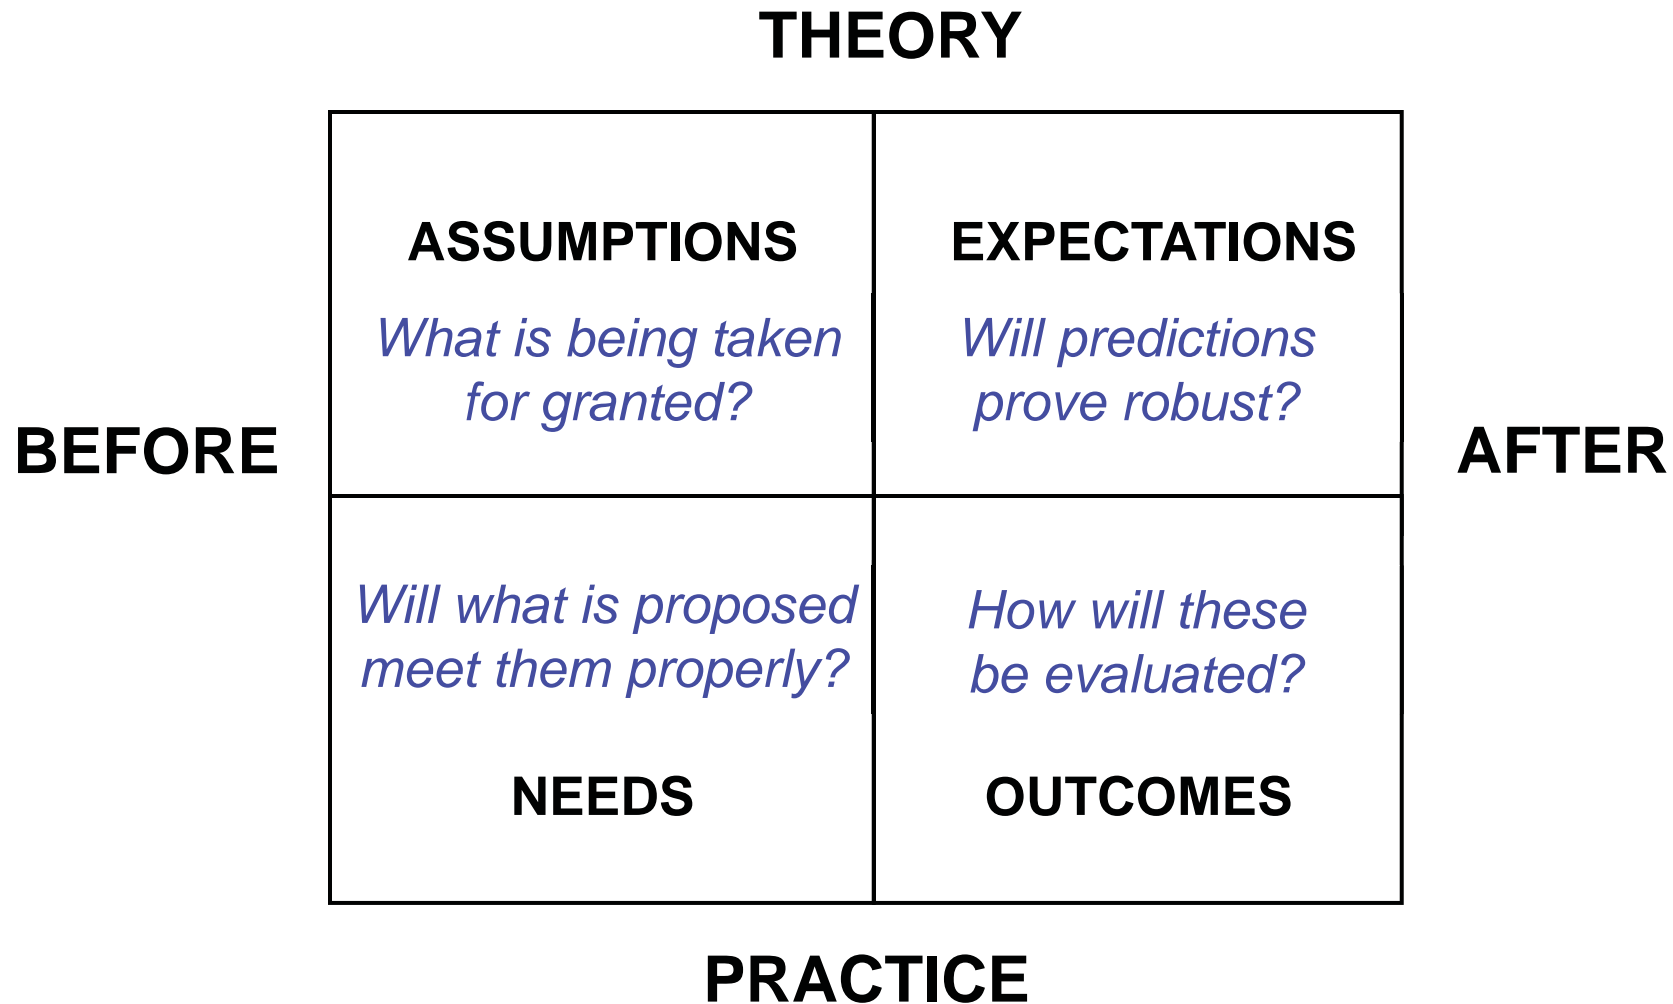 THEORY
ASSUMPTIONS
What is being taken
for granted?
EXPECTATIONS
Will predictions
prove robust?
BEFORE
AFTER
Will what is proposed
meet them properly?
NEEDS
How will these
be evaluated?
OUTCOMES
PRACTICE